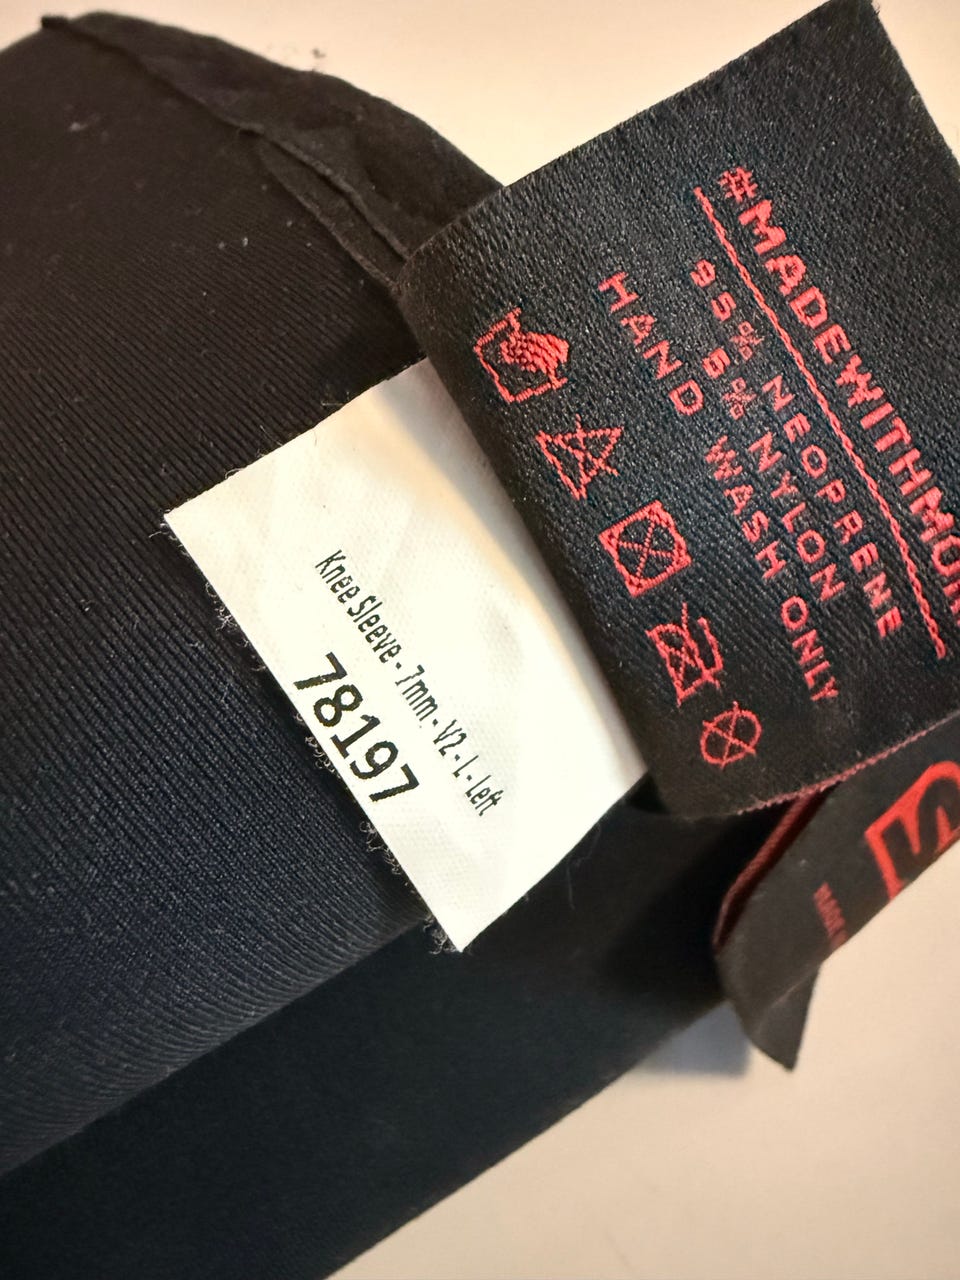 #MADEWITHMOR
95% NEOPRENE
5% NYLON
HAND WASH ONLY
Knee Sleeve - 7mm - V2 - L - Left
78197